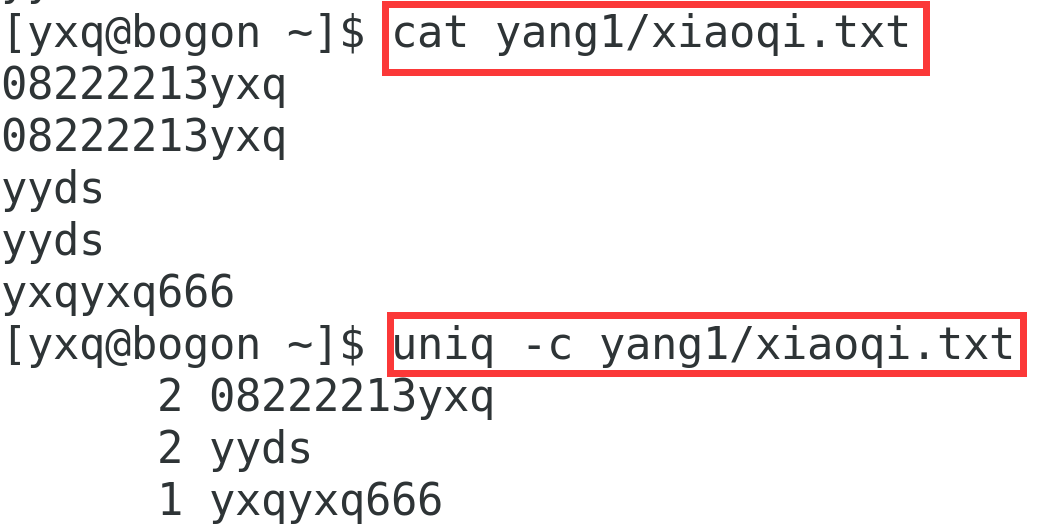 [yxq@bogon ~]$ cat yang1/xiaoqi.txt
08222213yxq
08222213yxq
yyds
yyds
yxqyxq666
[yxq@bogon ~]$ uniq -c yang1/xiaoqi.txt
      2 08222213yxq
      2 yyds
      1 yxqyxq666